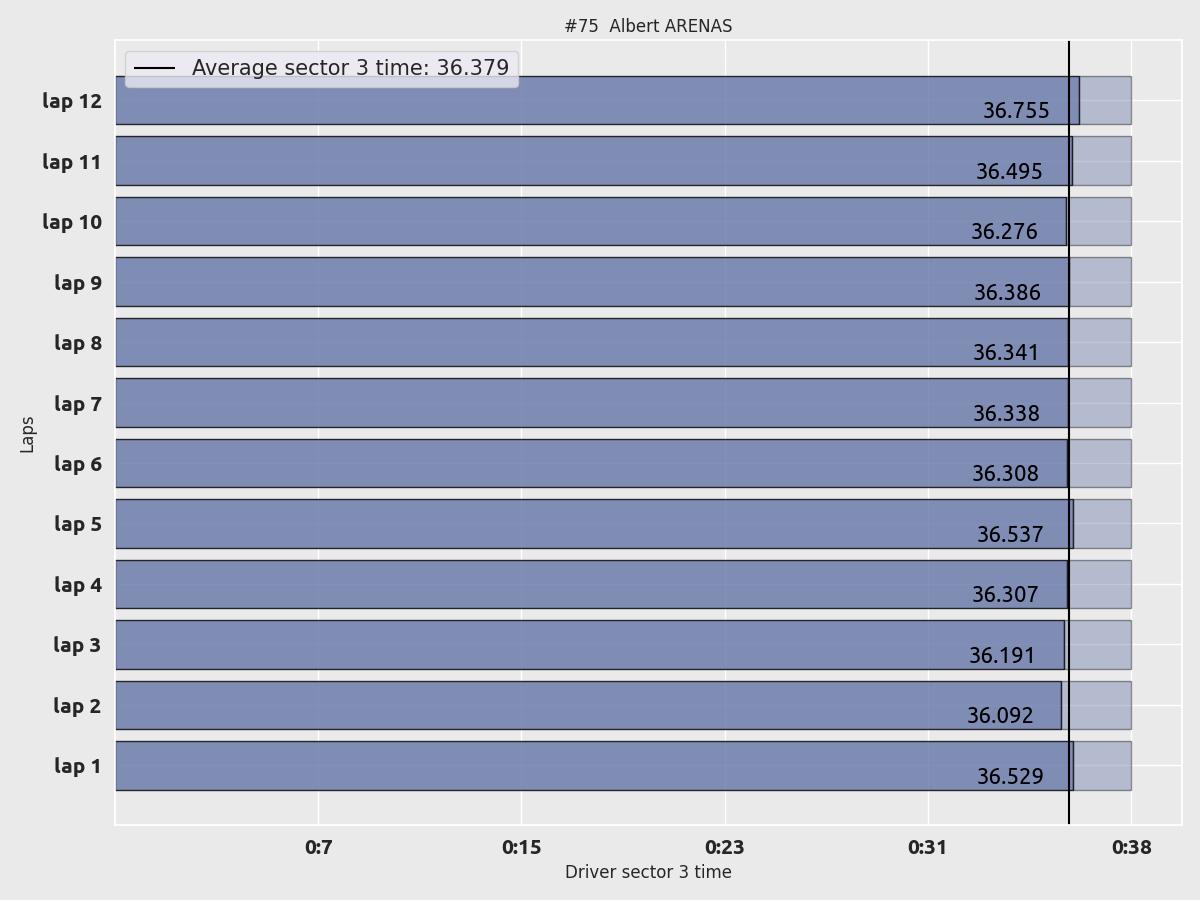 #75  Albert ARENAS
Average sector 3 time: 36.379
lap 12
36.755
lap 11
36.495
lap 10
36.276
lap 9
36.386
lap 8
36.341
lap 7
36.338
Laps
lap 6
36.308
lap 5
36.537
lap 4
36.307
lap 3
36.191
lap 2
36.092
lap 1
36.529
0:7 0:15 0:23 0:31 0:38
Driver sector 3 time